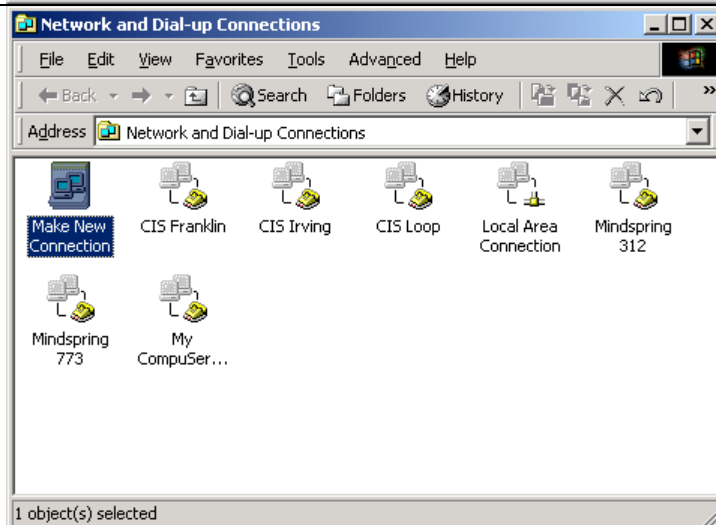 Network and Dial-up Connections
File Edit View Favorites Tools Advanced Help
Back Search Folders History »
Address Network and Dial-up Connections
Make New CIS Franklin CIS Irving CIS Loop Local Area Mindspring
Connection Connection 312
Mindspring My
773 CompuSer...
1 object(s) selected